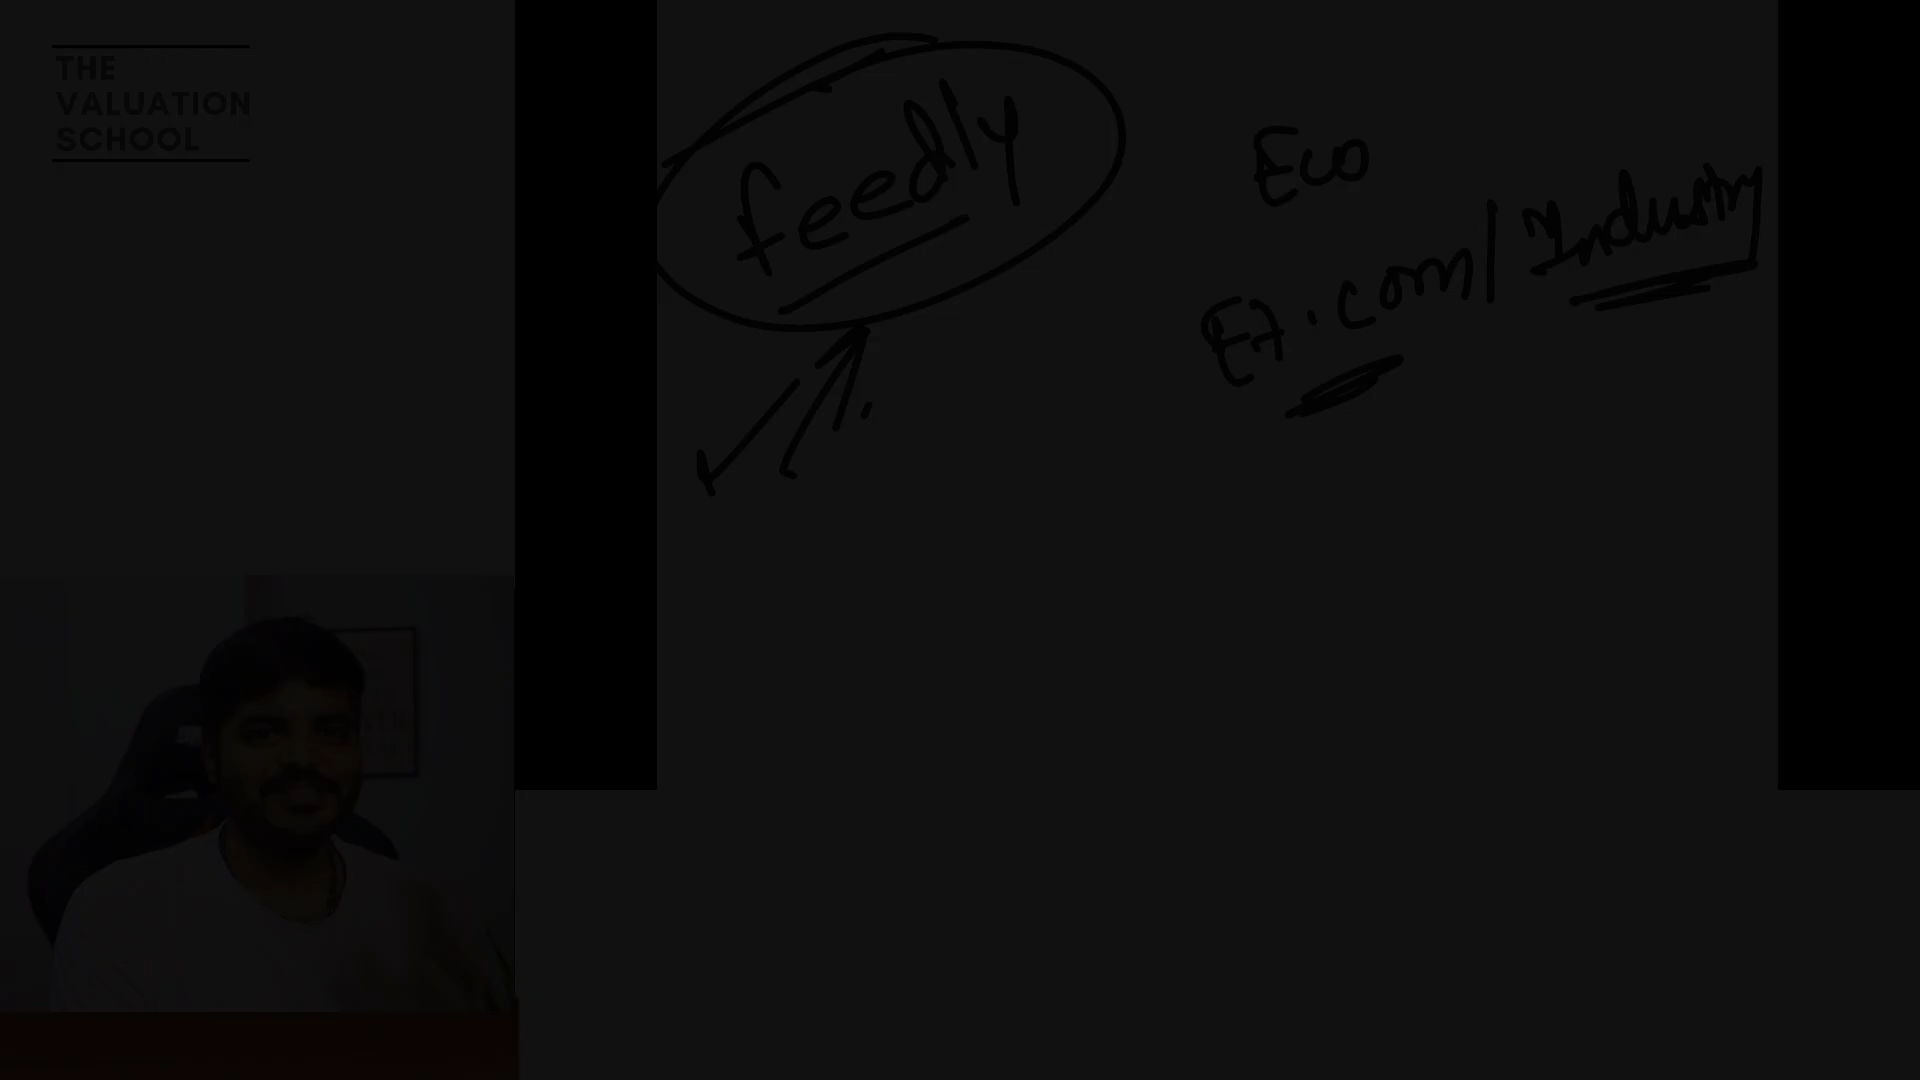 THE
VALUATION
SCHOOL
feedly
Eco
ET.com/Industry